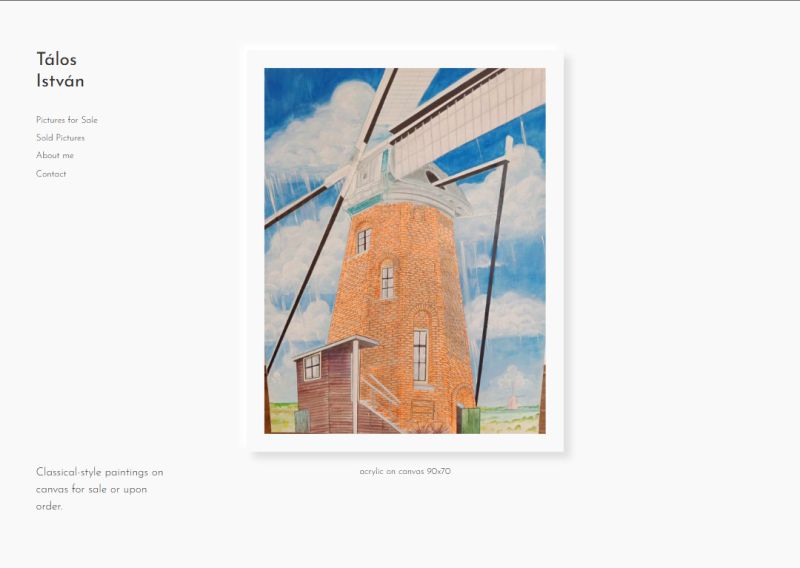 Tálos
István
Pictures for Sale
Sold Pictures
About me
Contact
Classical-style paintings on
canvas for sale or upon
order.
acrylic on canvas 90x70